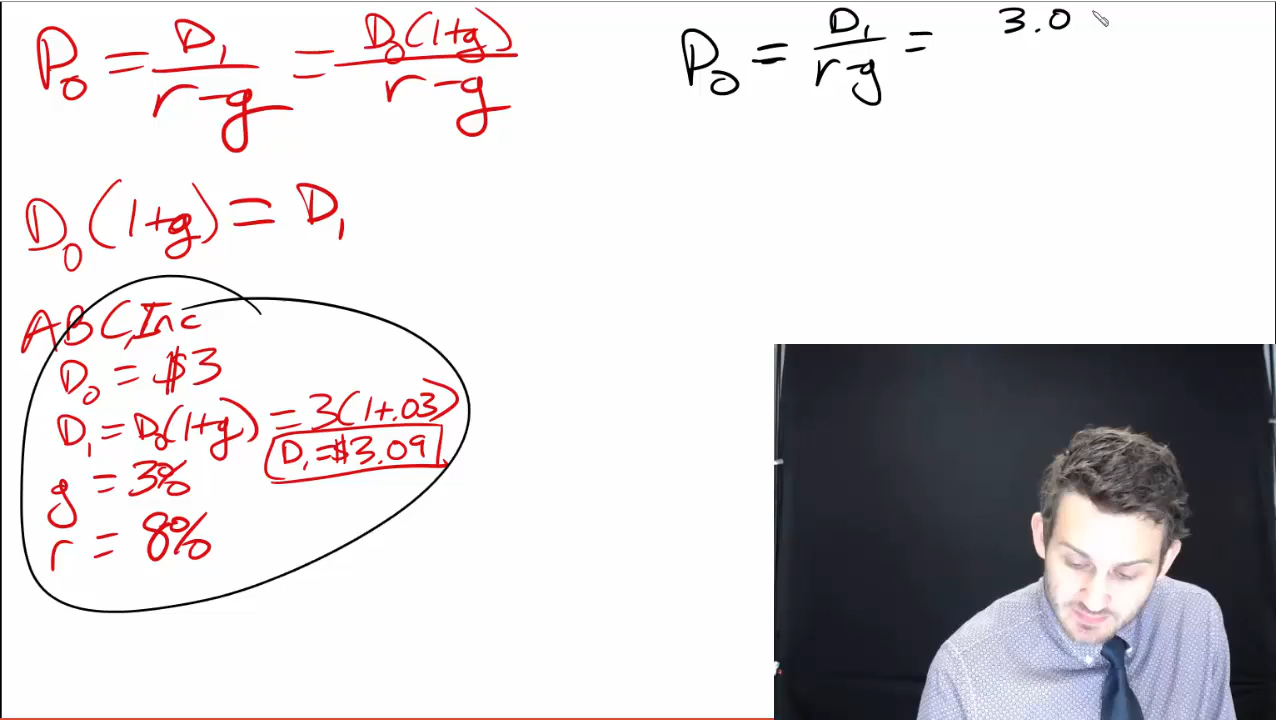 P₀ = D₁/(r-g) = D₀(1+g)/(r-g)
D₀(1+g) = D₁
ABC, Inc
D₀ = $3
D₁ = D₀(1+g) = 3(1+.03)
D₁=$3.09
g = 3%
r = 8%
P₀ = D₁/(r-g) = 3.0